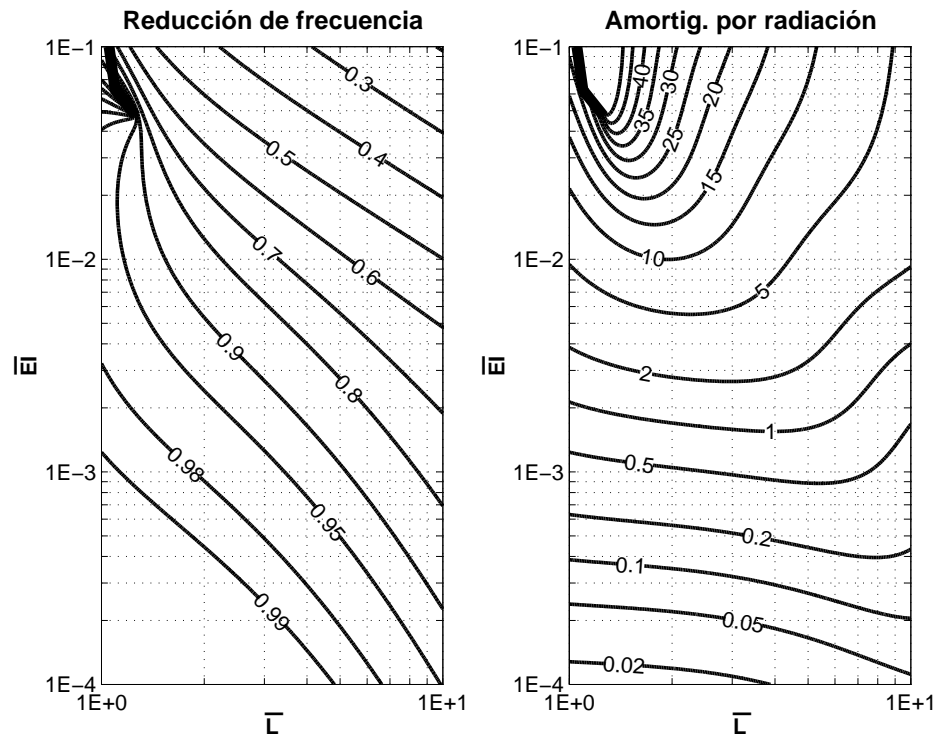 Reducción de frecuencia
1E−1
1E−2
1E−3
1E−4
EI
1E+0
1E+1
L
0.3
0.4
0.5
0.6
0.7
0.8
0.9
0.95
0.98
0.99
Amortig. por radiación
1E−1
1E−2
1E−3
1E−4
EI
1E+0
1E+1
L
40
35
30
25
20
15
10
5
2
1
0.5
0.2
0.1
0.05
0.02